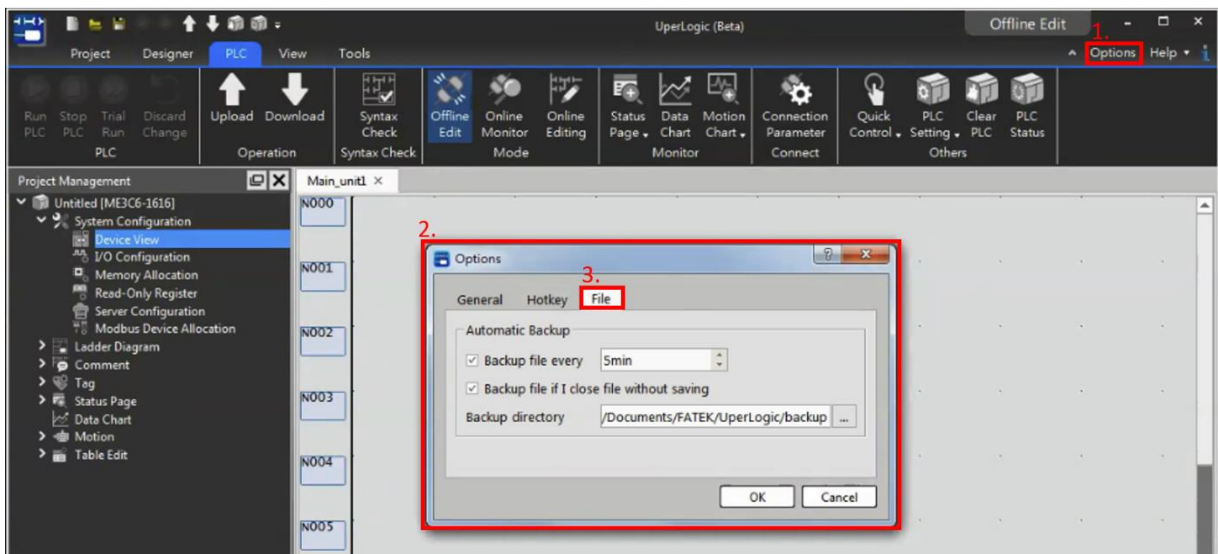 UperLogic (Beta)
Offline Edit
1.
Project Designer PLC View Tools
Options Help
Run PLC
Stop PLC
Trial Run
Discard Change
PLC
Upload Download
Operation
Syntax Check
Syntax Check
Offline Edit
Online Monitor
Online Editing
Mode
Status Page
Data Chart
Motion Chart
Monitor
Connection Parameter
Connect
Quick Control
PLC Setting
Clear PLC
PLC Status
Others
Project Management
Untitled [ME3C6-1616]
System Configuration
Device View
I/O Configuration
Memory Allocation
Read-Only Register
Server Configuration
Modbus Device Allocation
Ladder Diagram
Comment
Tag
Status Page
Data Chart
Motion
Table Edit
Main_unit1 ×
N000
N001
N002
N003
N004
N005
2.
Options
?
3.
General Hotkey File
Automatic Backup
Backup file every 5min
Backup file if I close file without saving
Backup directory /Documents/FATEK/UperLogic/backup ...
OK Cancel